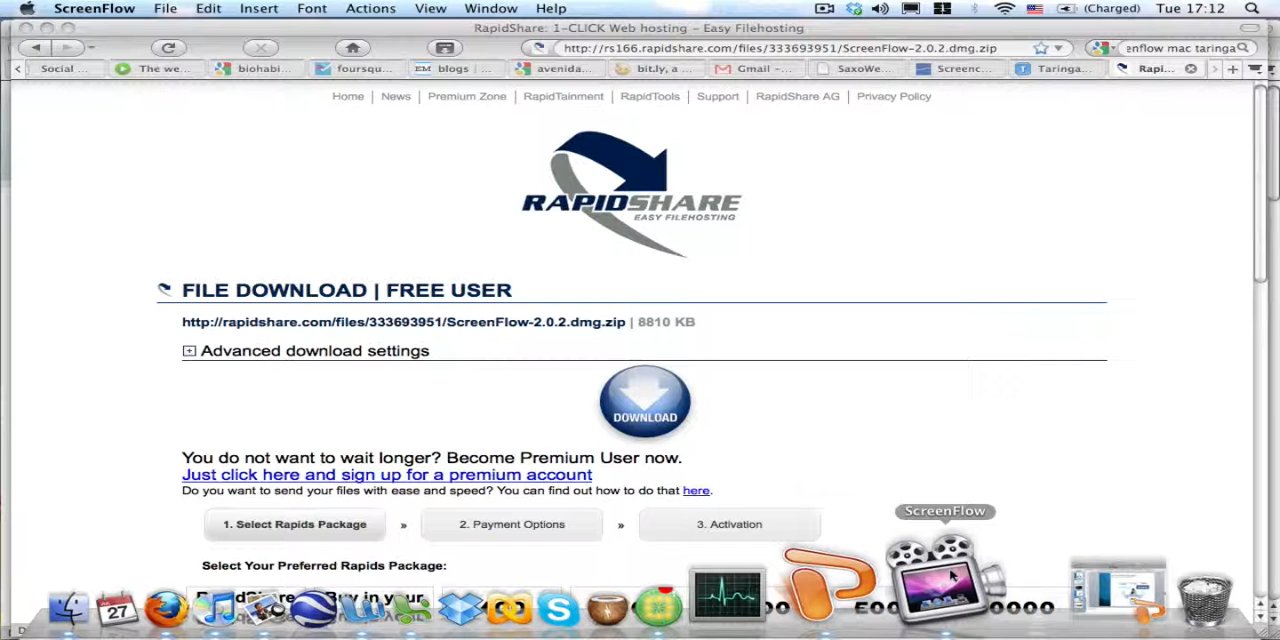 ScreenFlow File Edit Insert Font Actions View Window Help (Charged) Tue 17:12
RapidShare: 1-CLICK Web hosting - Easy Filehosting
http://rs166.rapidshare.com/files/333693951/ScreenFlow-2.0.2.dmg.zip enflow mac taringa
Social ... The we... biohabi... foursqu... EM blogs |... avenida... bit.ly, a ... Gmail -... SaxoWe... Screenc... Taringa... Rapi...
Home | News | Premium Zone | RapidTainment | RapidTools | Support | RapidShare AG | Privacy Policy
RAPIDSHARE
EASY FILEHOSTING
FILE DOWNLOAD | FREE USER
http://rapidshare.com/files/333693951/ScreenFlow-2.0.2.dmg.zip | 8810 KB
Advanced download settings
DOWNLOAD
You do not want to wait longer? Become Premium User now.
Just click here and sign up for a premium account
Do you want to send your files with ease and speed? You can find out how to do that here.
1. Select Rapids Package » 2. Payment Options » 3. Activation
ScreenFlow
Select Your Preferred Rapids Package:
27